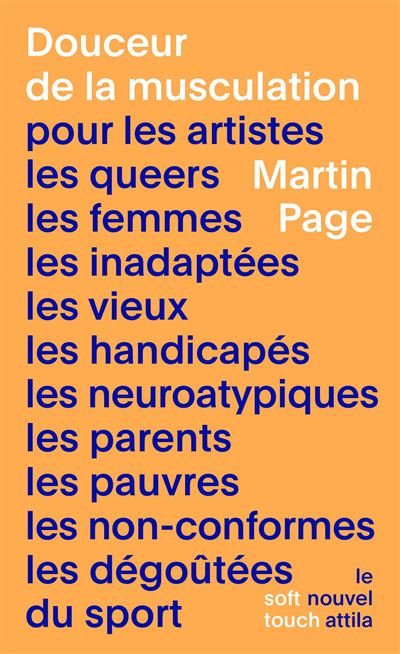 Douceur
de la musculation
pour les artistes
les queers
Martin
les femmes
Page
les inadaptées
les vieux
les handicapés
les neuroatypiques
les parents
les pauvres
les non-conformes
les dégoûtées
du sport
le
soft nouvel
touch attila